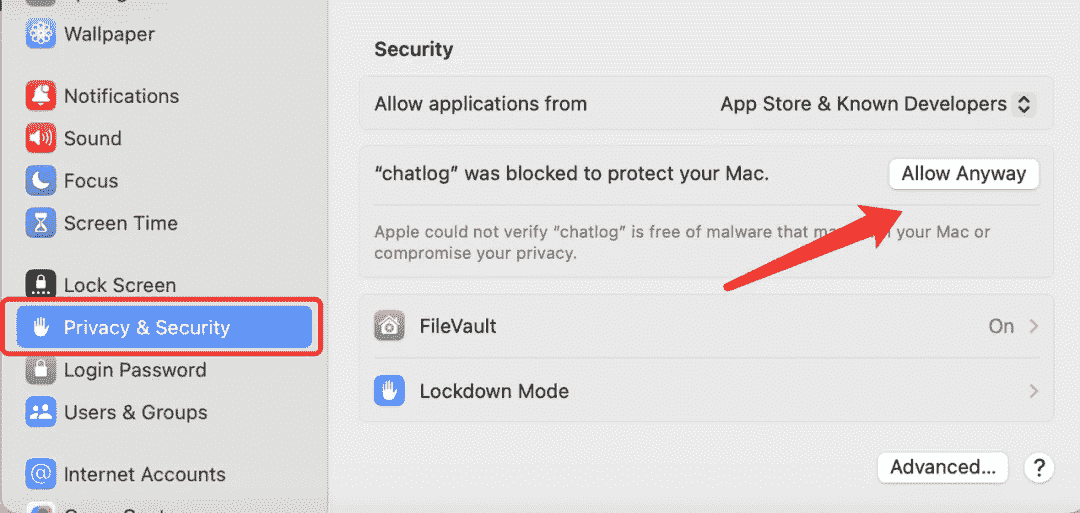 Wallpaper
Notifications
Sound
Focus
Screen Time
Lock Screen
Privacy & Security
Login Password
Users & Groups
Internet Accounts
Security
Allow applications from
App Store & Known Developers
“chatlog” was blocked to protect your Mac.
Allow Anyway
Apple could not verify “chatlog” is free of malware that your Mac or
compromise your privacy.
FileVault
On
Lockdown Mode
Advanced...
?